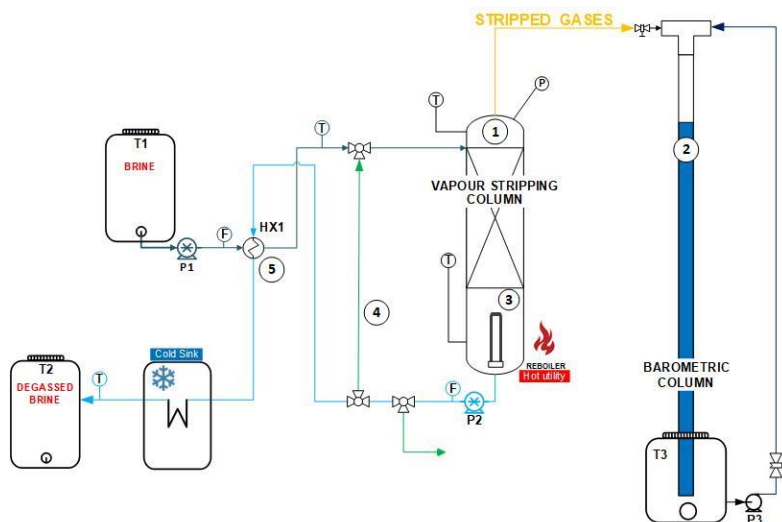 STRIPPED GASES
T
P
1
T1
BRINE
T
2
VAPOUR STRIPPING
COLUMN
HX1
F
P1
5
T
3
4
Cold Sink
T2
DEGASSED
BRINE
T
REBOILER
Hot utility
BAROMETRIC
COLUMN
F
P2
T3
P3